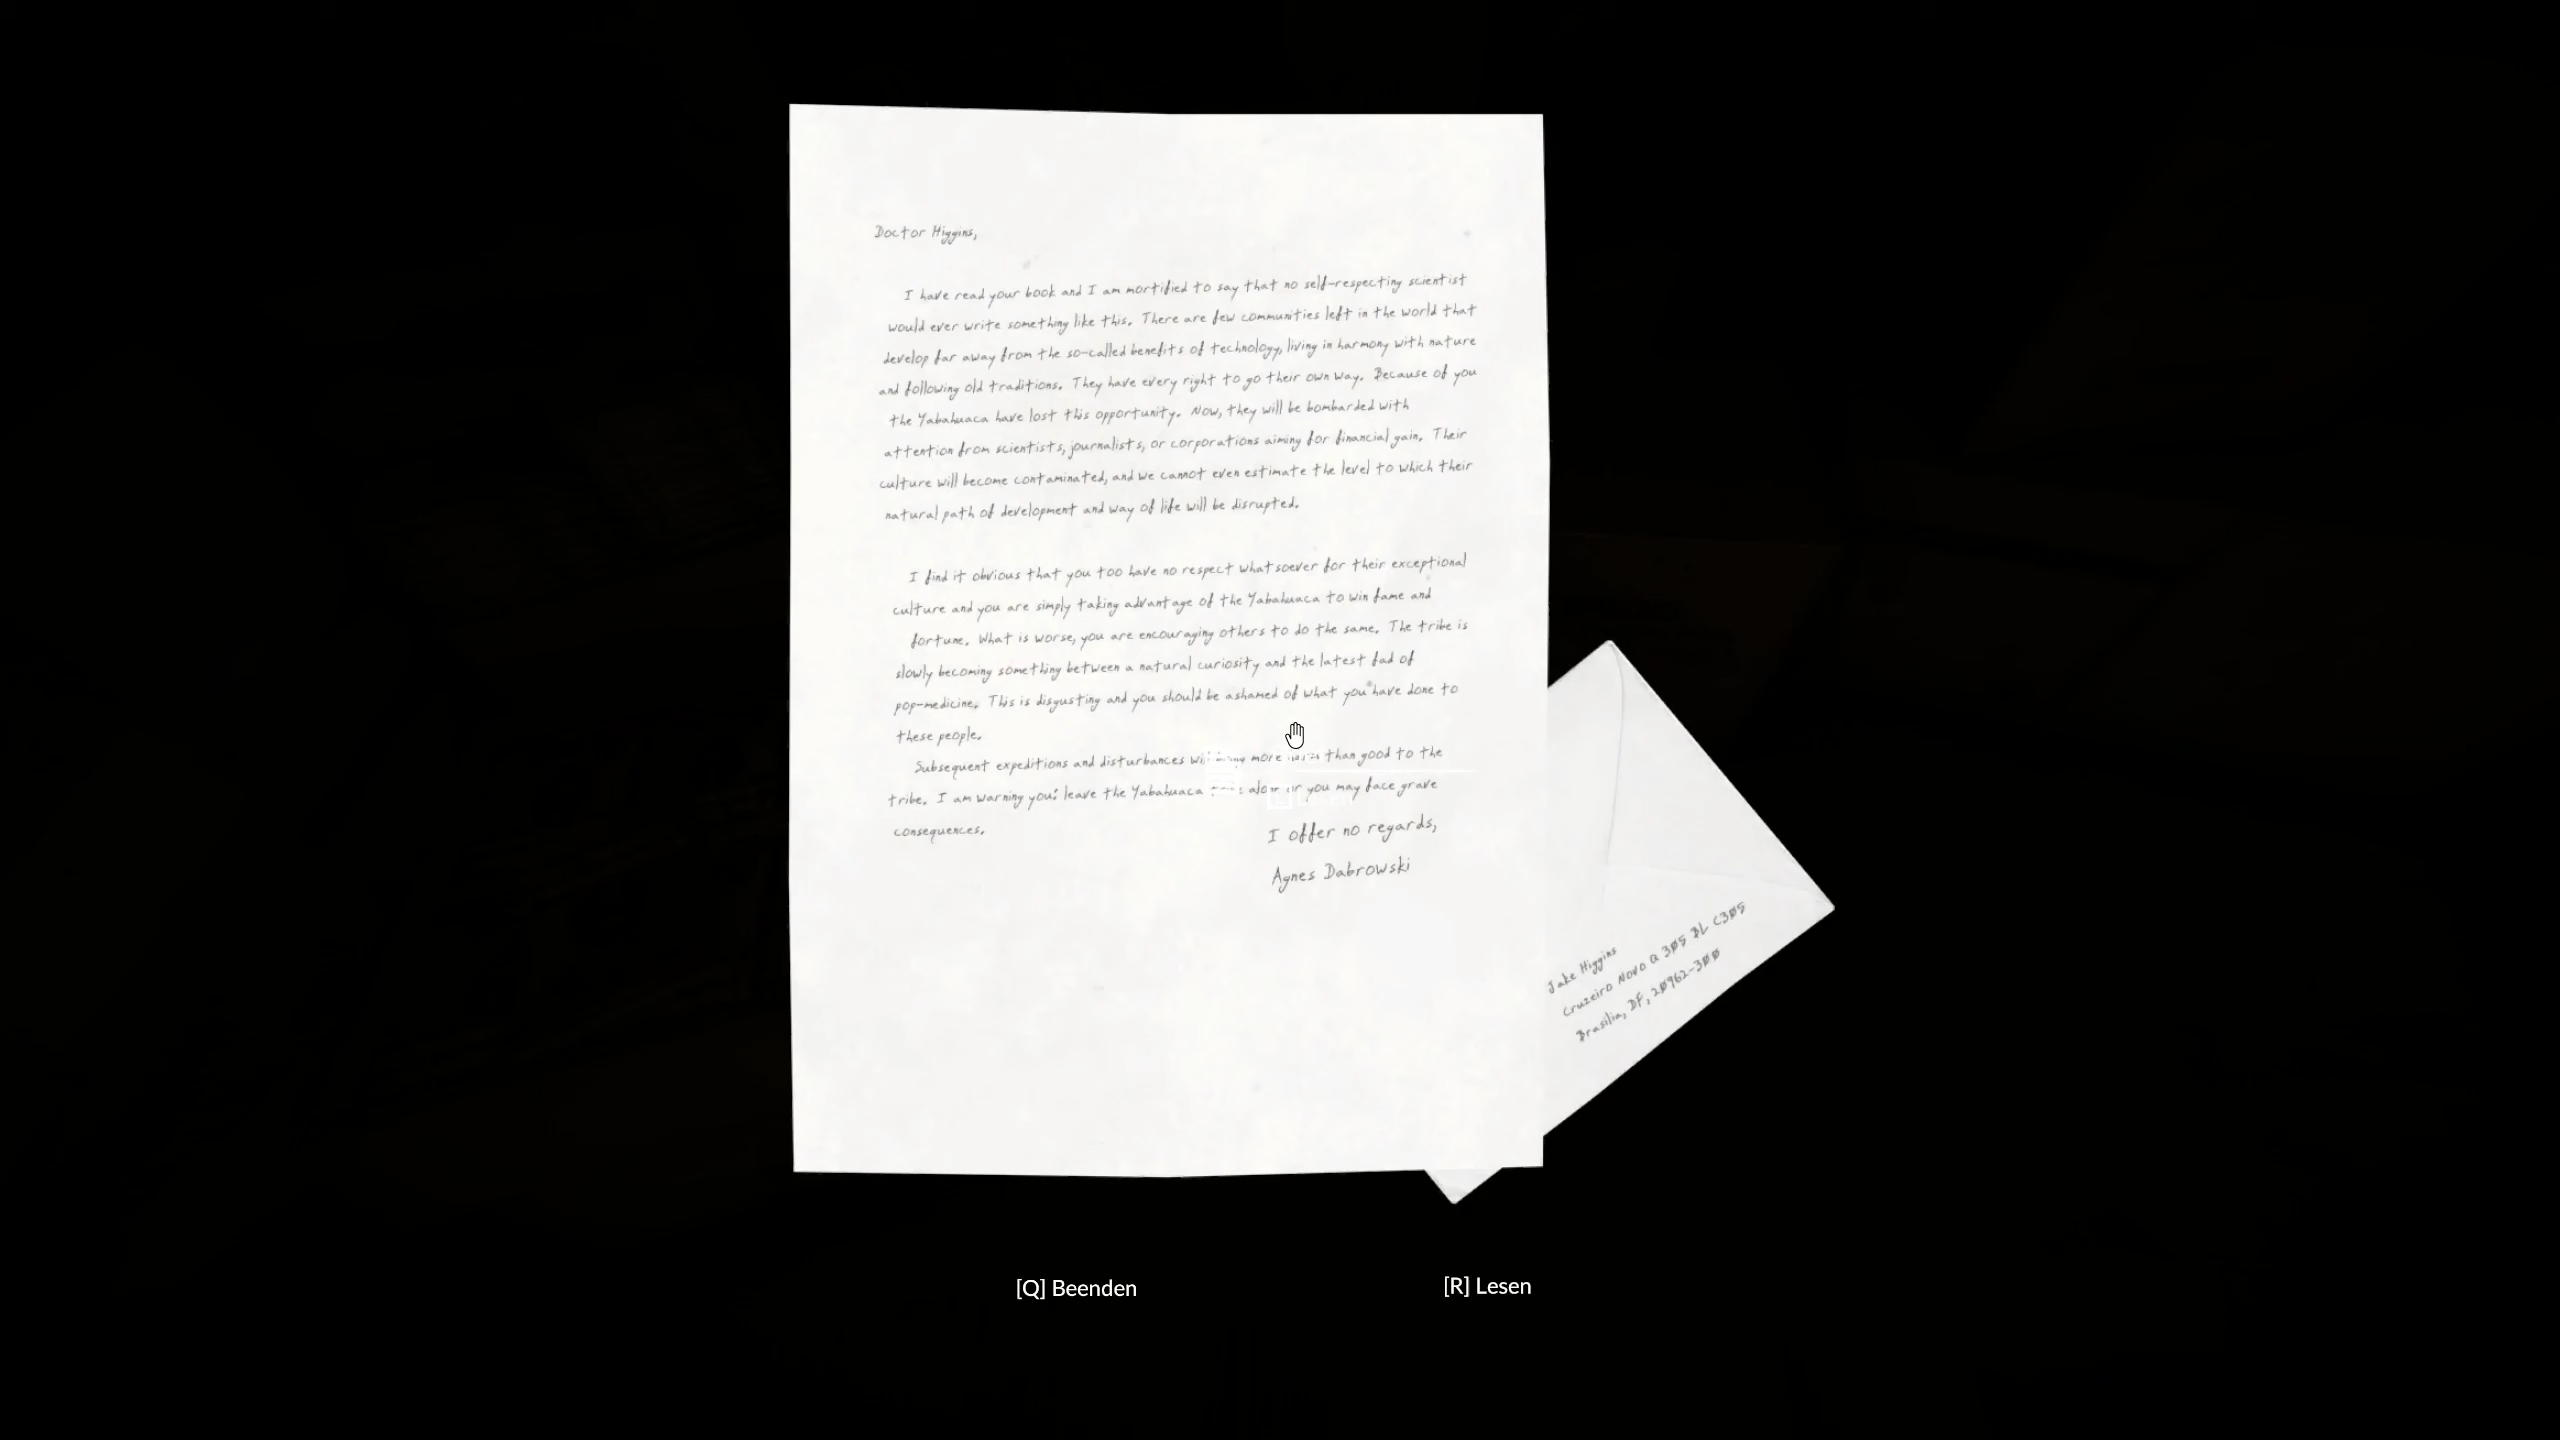 Doctor Higgins,
I have read your book and I am mortified to say that no self-respecting scientist
would ever write something like this. There are few communities left in the world that
develop far away from the so-called benefits of technology, living in harmony with nature
and following old traditions. They have every right to go their own way. Because of you
the Yabahuaca have lost this opportunity. Now, they will be bombarded with
attention from scientists, journalists, or corporations aiming for financial gain. Their
culture will become contaminated, and we cannot even estimate the level to which their
natural path of development and way of life will be disrupted.
I find it obvious that you too have no respect whatsoever for their exceptional
culture and you are simply taking advantage of the Yabahuaca to win fame and
fortune. What is worse, you are encouraging others to do the same. The tribe is
slowly becoming something between a natural curiosity and the latest fad of
pop-medicine. This is disgusting and you should be ashamed of what you have done to
these people.
Subsequent expeditions and disturbances more than good to the
tribe. I am warning you: leave the Yabahuaca alone or you may face grave
consequences.
I offer no regards,
Agnes Dabrowski
Jake Higgins
Cruzeiro Novo Q 305 BL C305
Brasilia, DF, 20962-300
[Q] Beenden
[R] Lesen